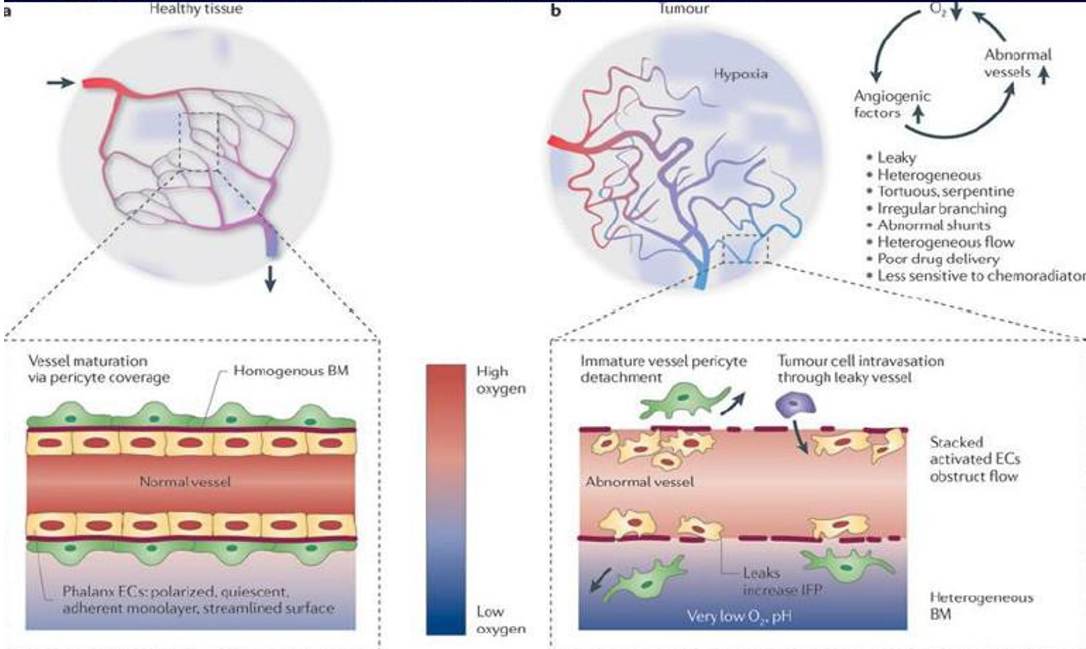 a
Healthy tissue
b
Tumour
Hypoxia
O2
Abnormal
vessels
Angiogenic
factors
• Leaky
• Heterogeneous
• Tortuous, serpentine
• Irregular branching
• Abnormal shunts
• Heterogeneous flow
• Poor drug delivery
• Less sensitive to chemoradiation
Vessel maturation
via pericyte coverage
Homogenous BM
Normal vessel
Phalanx ECs: polarized, quiescent,
adherent monolayer, streamlined surface
High
oxygen
Low
oxygen
Immature vessel pericyte
detachment
Tumour cell intravasation
through leaky vessel
Abnormal vessel
Stacked
activated ECs
obstruct flow
Leaks
increase IFP
Very low O2, pH
Heterogeneous
BM